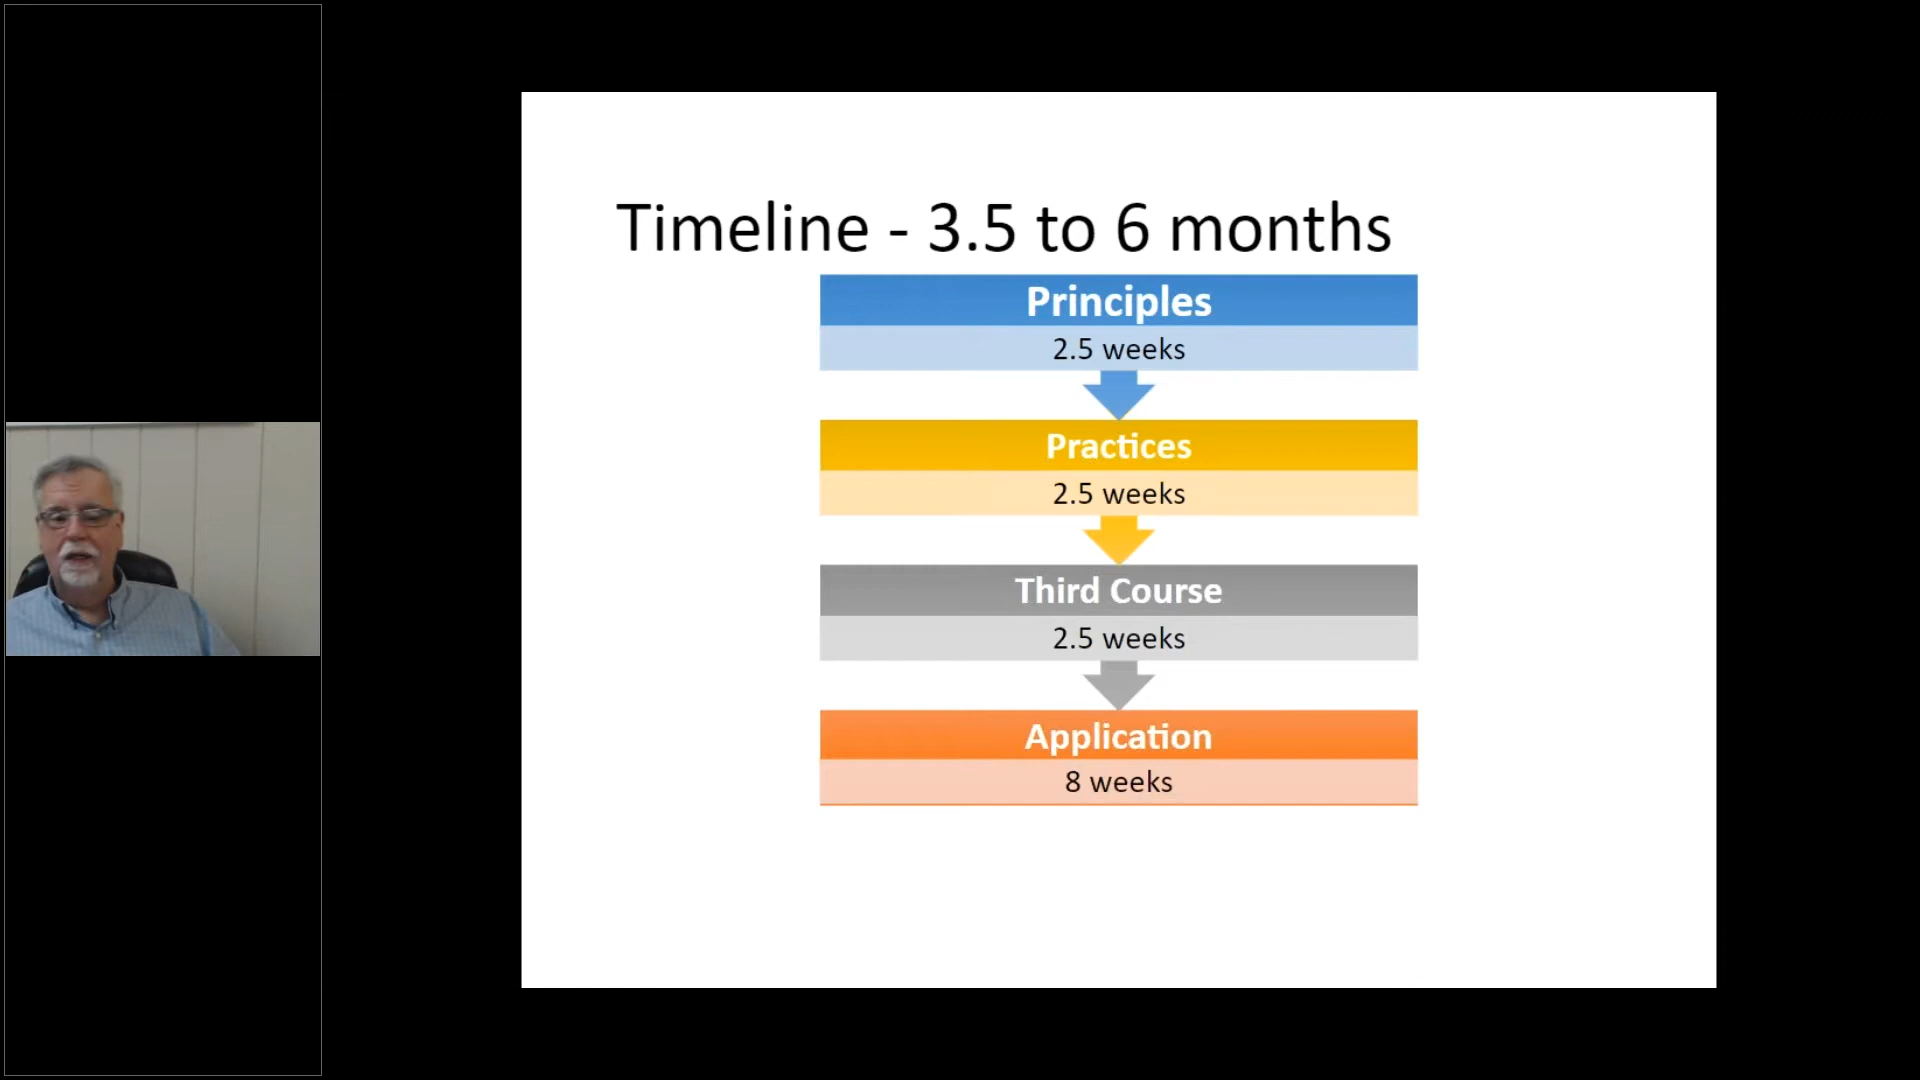 Timeline - 3.5 to 6 months
Principles
2.5 weeks
Practices
2.5 weeks
Third Course
2.5 weeks
Application
8 weeks